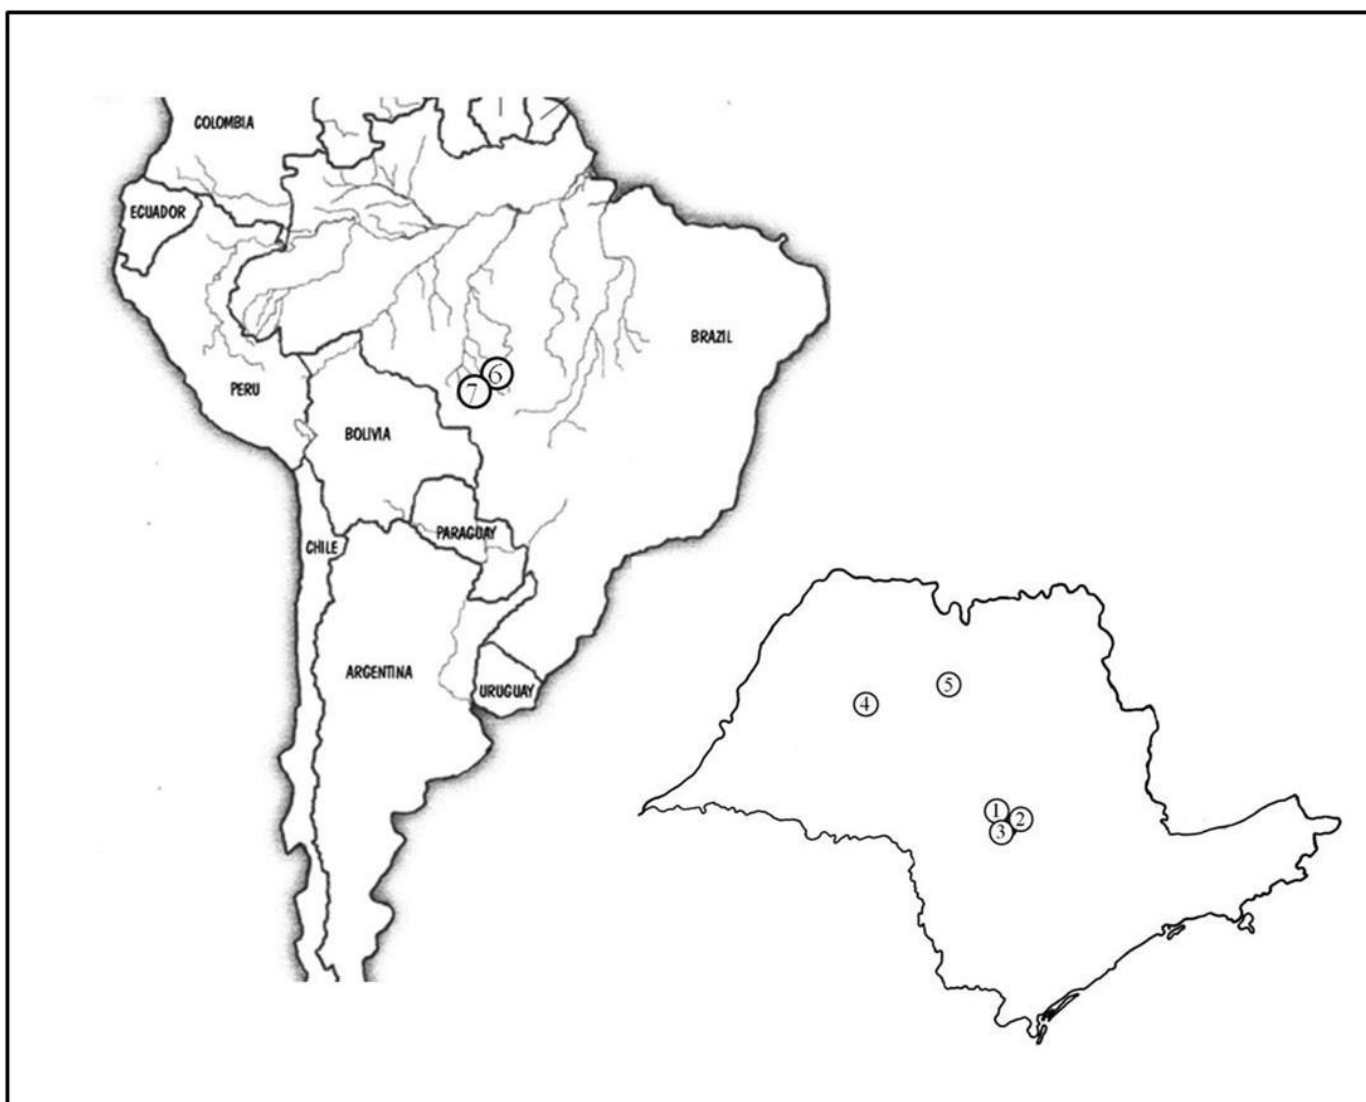 COLOMBIA
ECUADOR
BRAZIL
6
7
PERU
BOLIVIA
PARAGUAY
CHILE
ARGENTINA
URUGUAY
5
4
1
2
3